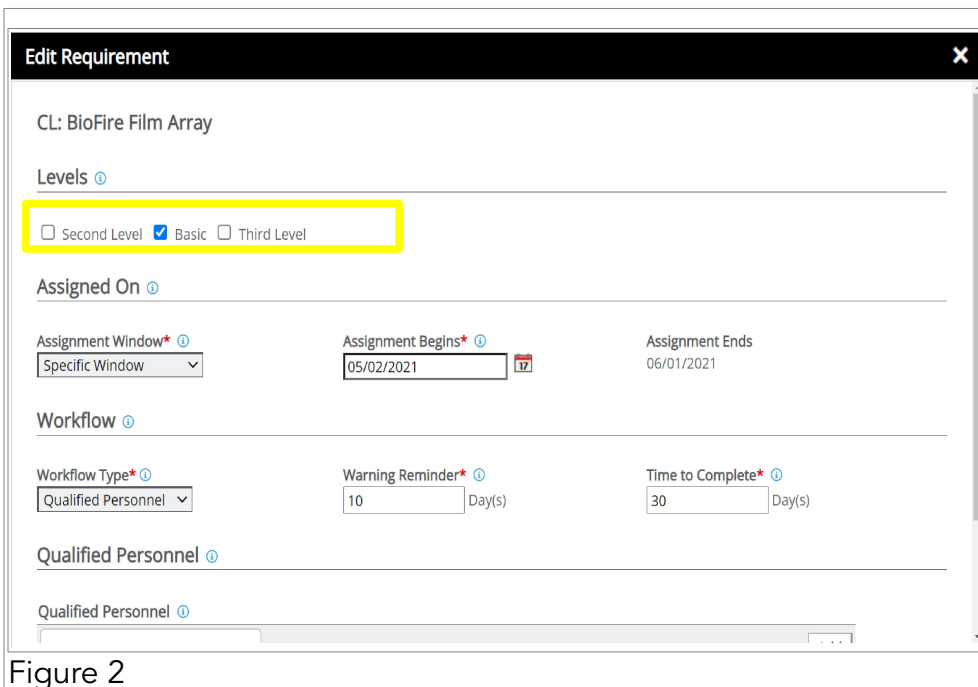 Edit Requirement
CL: BioFire Film Array
Levels
Second Level Basic Third Level
Assigned On
Assignment Window* Assignment Begins* Assignment Ends
Specific Window 05/02/2021 17 06/01/2021
Workflow
Workflow Type* Warning Reminder* Time to Complete*
Qualified Personnel 10 Day(s) 30 Day(s)
Qualified Personnel
Qualified Personnel
Figure 2